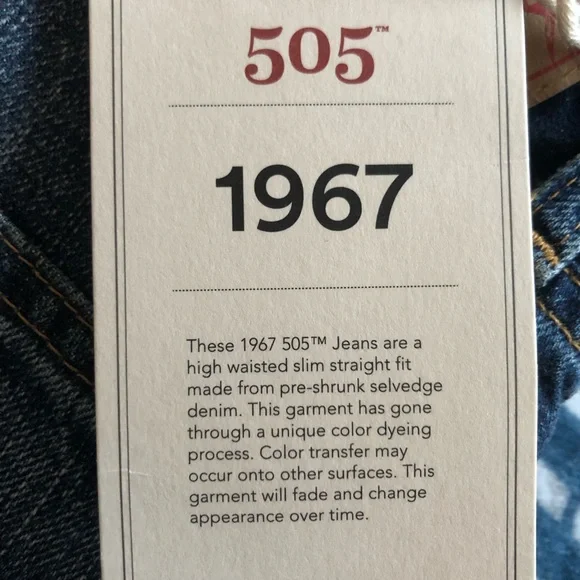 505™
1967
These 1967 505™ Jeans are a
high waisted slim straight fit
made from pre-shrunk selvedge
denim. This garment has gone
through a unique color dyeing
process. Color transfer may
occur onto other surfaces. This
garment will fade and change
appearance over time.